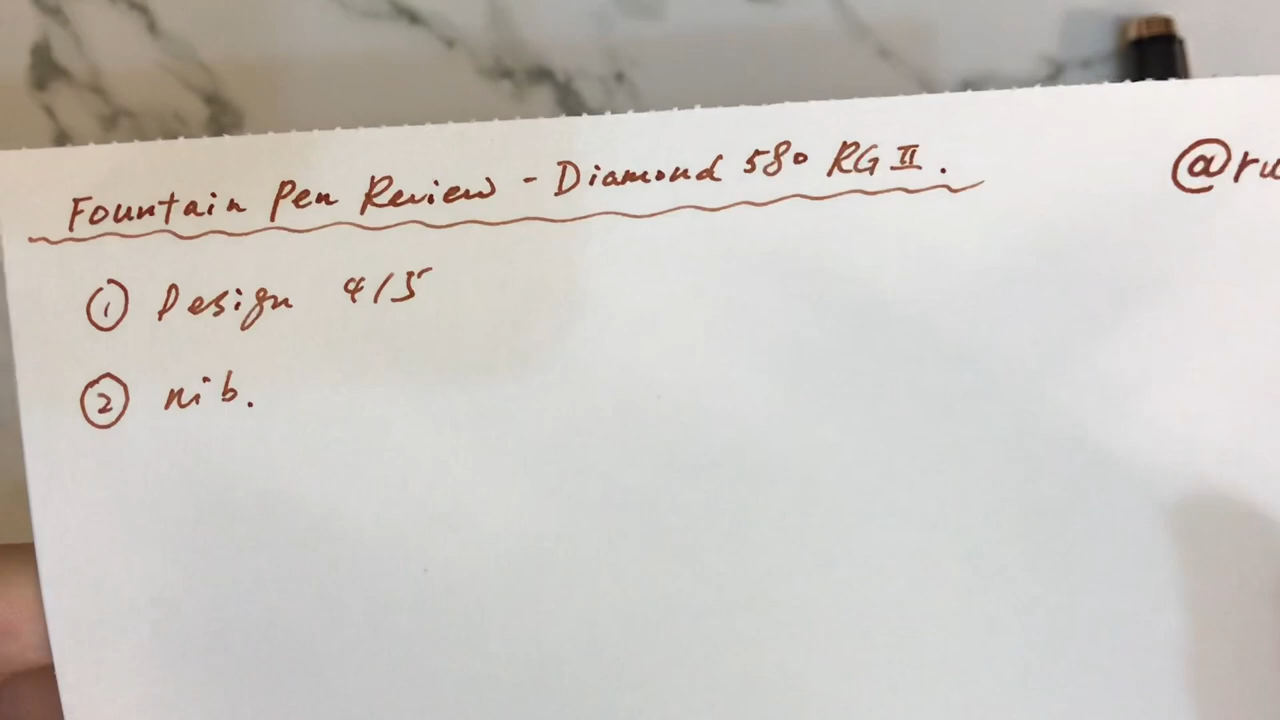 Fountain Pen Review - Diamond 580 RG II.
@ru
① Design 4/5
② nib.